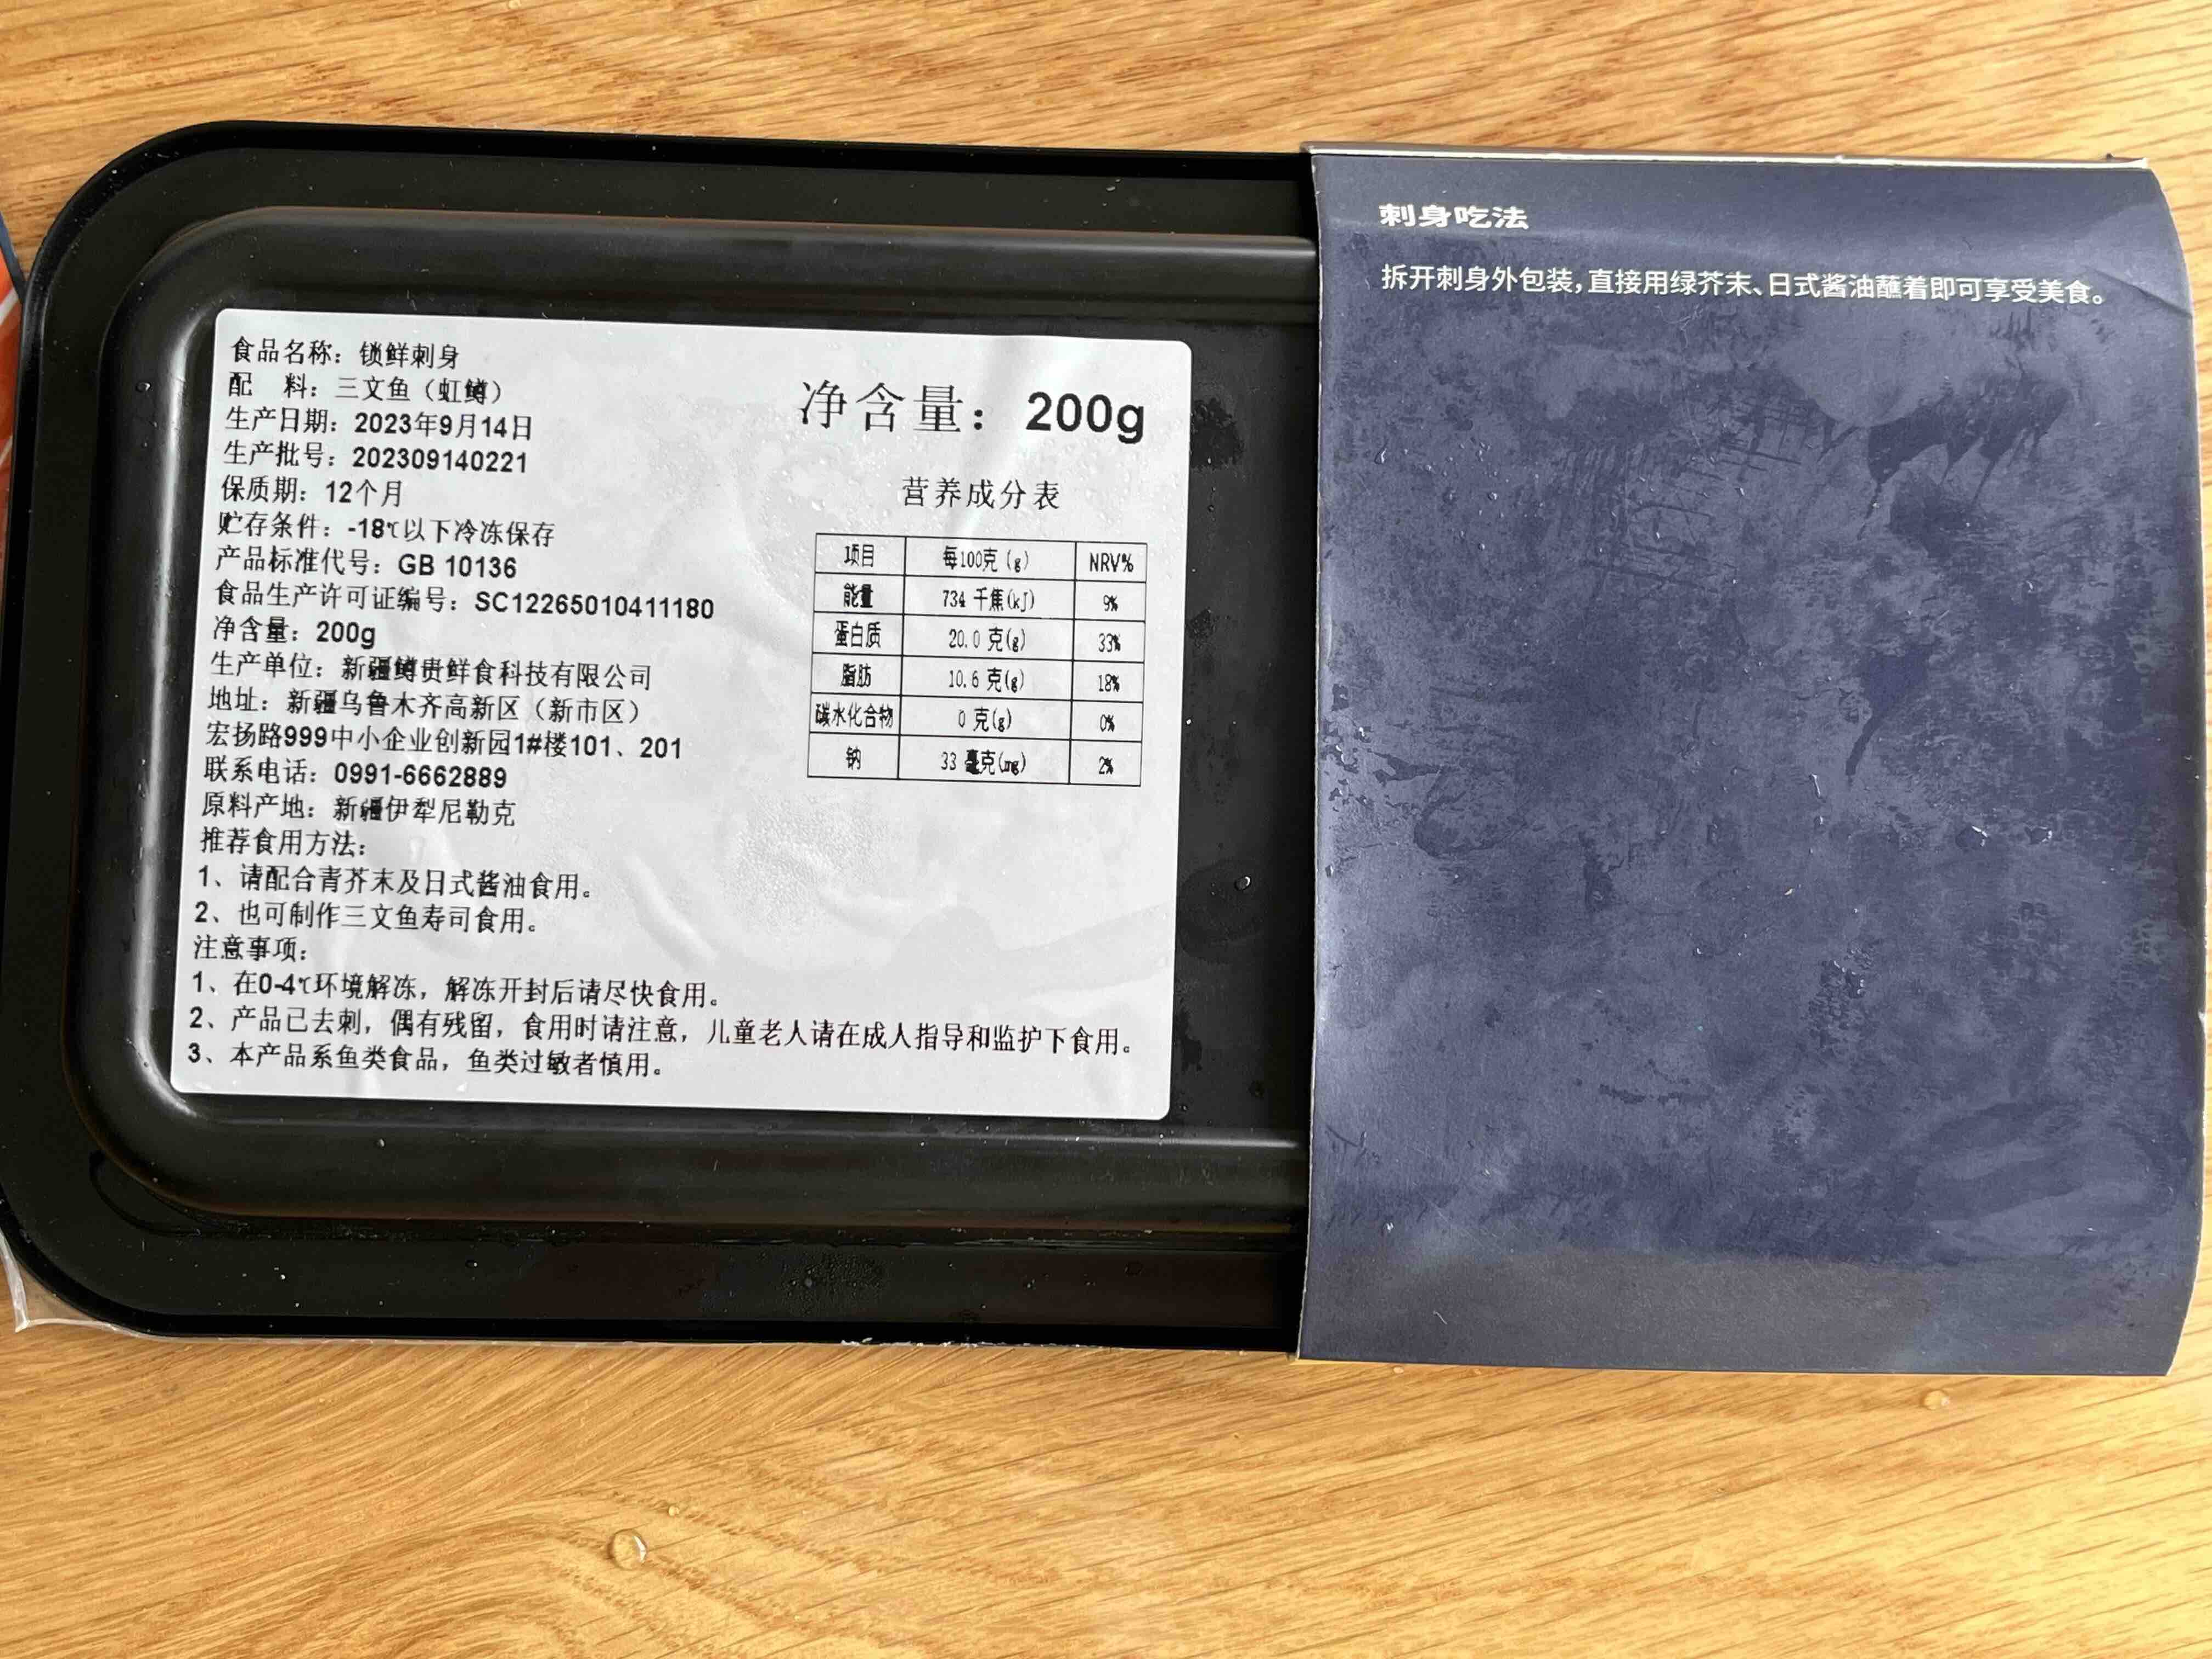 食品名称：锁鲜刺身
配 料：三文鱼（虹鳟）
生产日期：2023年9月14日
生产批号：202309140221
保质期：12个月
贮存条件：-18℃以下冷冻保存
产品标准代号：GB 10136
食品生产许可证编号：SC12265010411180
净含量：200g
生产单位：新疆鳟贵鲜食科技有限公司
地址：新疆乌鲁木齐高新区（新市区）
宏扬路999中小企业创新园1#楼101、201
联系电话：0991-6662889
原料产地：新疆伊犁尼勒克
推荐食用方法：
1、请配合青芥末及日式酱油食用。
2、也可制作三文鱼寿司食用。
注意事项：
1、在0-4℃环境解冻，解冻开封后请尽快食用。
2、产品已去刺，偶有残留，食用时请注意，儿童老人请在成人指导和监护下食用。
3、本产品系鱼类食品，鱼类过敏者慎用。
净含量：200g
营养成分表
项目 每100克（g） NRV%
能量 734 千焦(kJ) 9%
蛋白质 20.0 克(g) 33%
脂肪 10.6 克(g) 18%
碳水化合物 0 克(g) 0%
钠 33 毫克(mg) 2%
刺身吃法
拆开刺身外包装，直接用绿芥末、日式酱油蘸着即可享受美食。